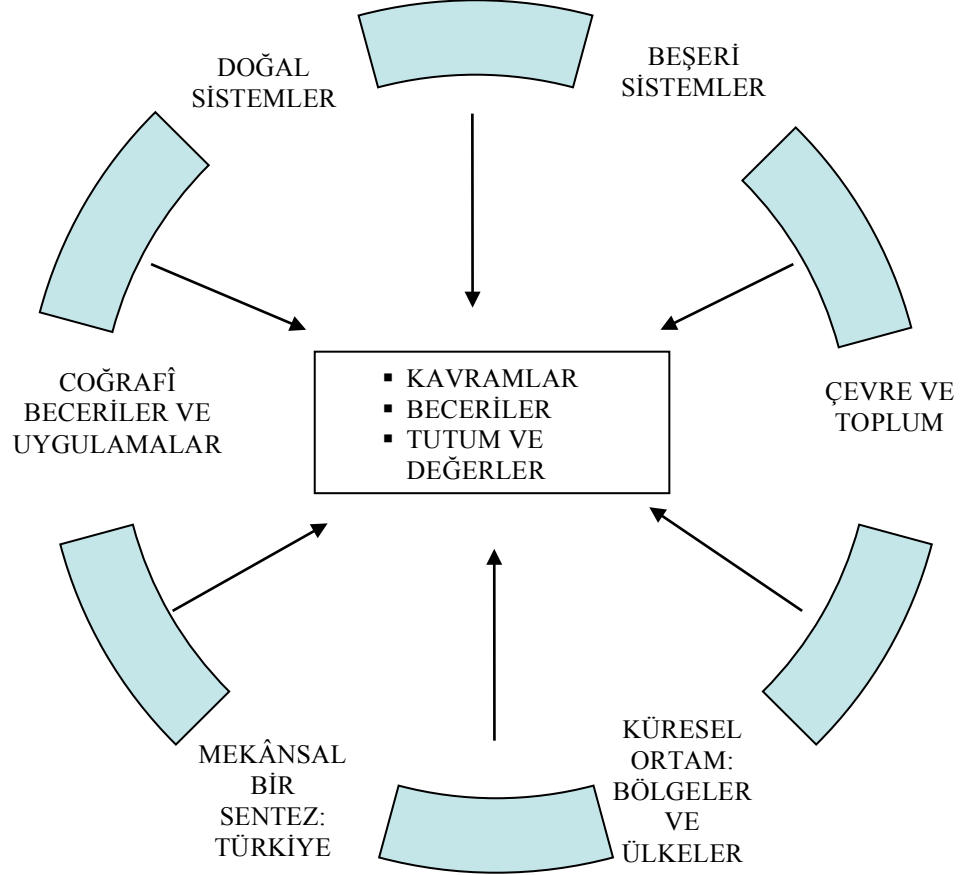 DOĞAL
SİSTEMLER
BEŞERİ
SİSTEMLER
COĞRAFÎ
BECERİLER VE
UYGULAMALAR
▪ KAVRAMLAR
▪ BECERİLER
▪ TUTUM VE
DEĞERLER
ÇEVRE VE
TOPLUM
MEKÂNSAL
BİR
SENTEZ:
TÜRKİYE
KÜRESEL
ORTAM:
BÖLGELER
VE
ÜLKELER